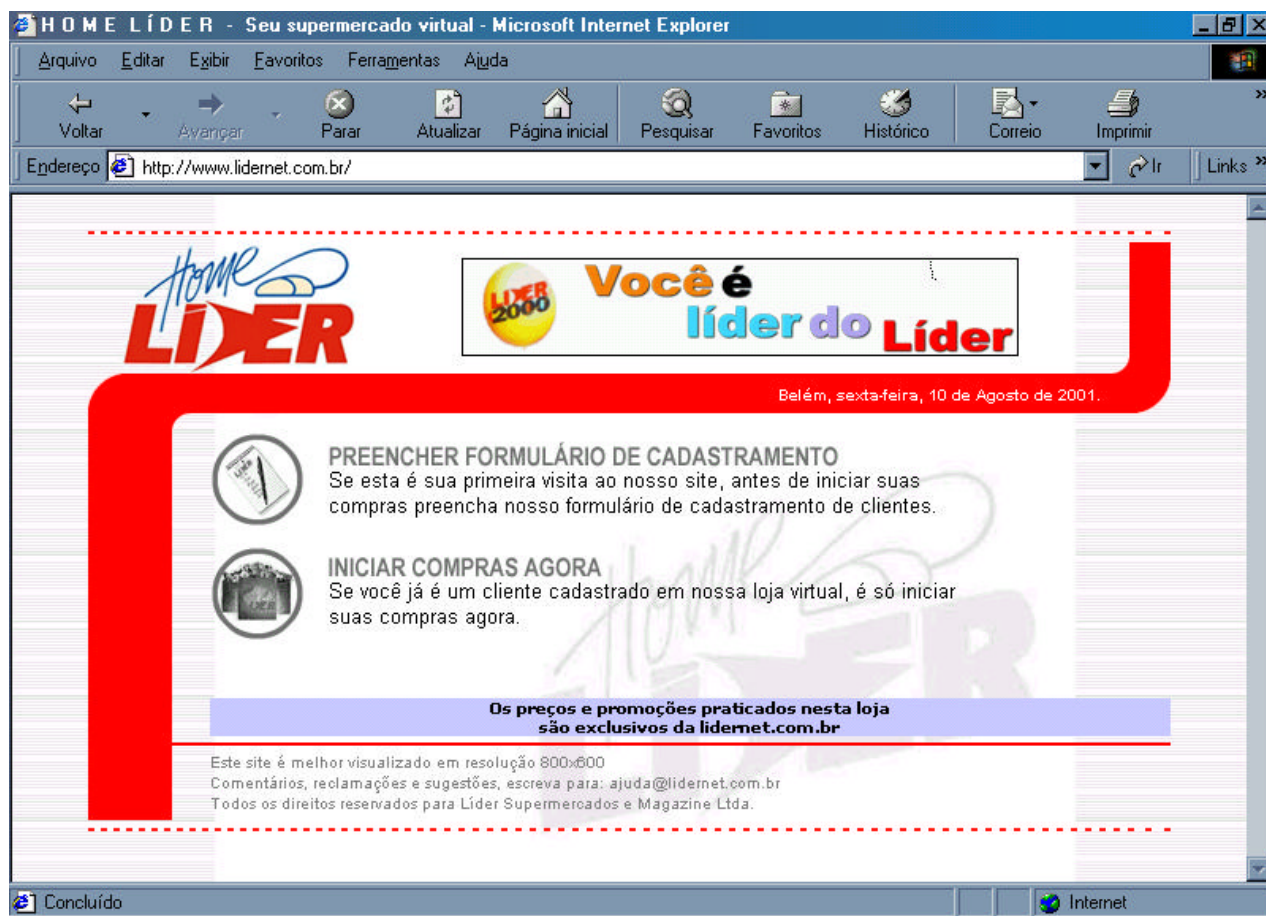 H O M E L Í D E R - Seu supermercado virtual - Microsoft Internet Explorer
Arquivo Editar Exibir Favoritos Ferramentas Ajuda
Voltar Avançar Parar Atualizar Página inicial Pesquisar Favoritos Histórico Correio Imprimir »
Endereço http://www.lidernet.com.br/ Ir Links »
Home
LÍDER
LIDER
2000
Você é
líder do Líder
Belém, sexta-feira, 10 de Agosto de 2001.
PREENCHER FORMULÁRIO DE CADASTRAMENTO
Se esta é sua primeira visita ao nosso site, antes de iniciar suas
compras preencha nosso formulário de cadastramento de clientes.
INICIAR COMPRAS AGORA
Se você já é um cliente cadastrado em nossa loja virtual, é só iniciar
suas compras agora.
Home
LÍDER
Os preços e promoções praticados nesta loja
são exclusivos da lidernet.com.br
Este site é melhor visualizado em resolução 800x600
Comentários, reclamações e sugestões, escreva para: ajuda@lidernet.com.br
Todos os direitos reservados para Líder Supermercados e Magazine Ltda.
Concluído Internet